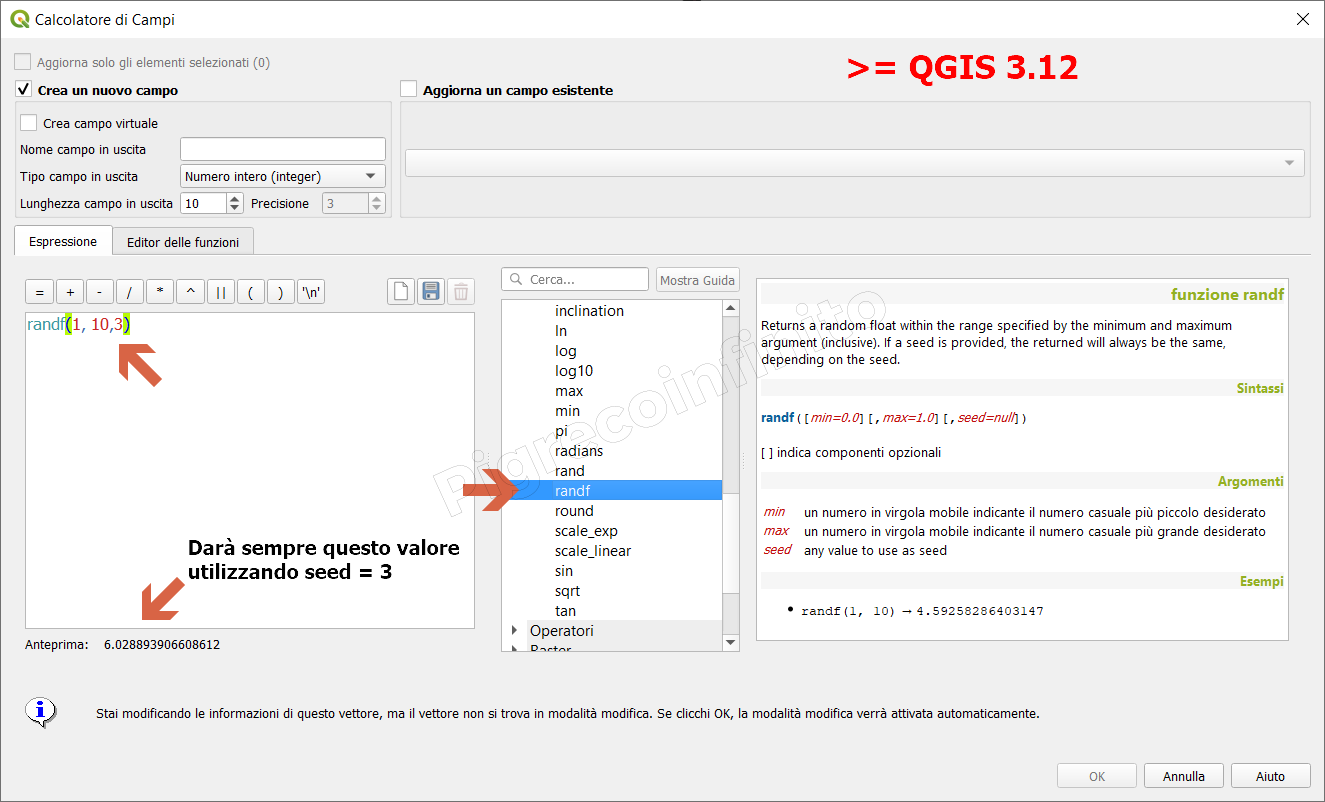 Calcolatore di Campi
Aggiorna solo gli elementi selezionati (0)
>= QGIS 3.12
Crea un nuovo campo
Aggiorna un campo esistente
Crea campo virtuale
Nome campo in uscita
Tipo campo in uscita Numero intero (integer)
Lunghezza campo in uscita 10 Precisione 3
Espressione Editor delle funzioni
= + - / * ^ || ( ) '\n'
randf(1, 10,3)
Darà sempre questo valore
utilizzando seed = 3
Anteprima: 6.028893906608612
Cerca... Mostra Guida
inclination
ln
log
log10
max
min
pi
radians
rand
randf
round
scale_exp
scale_linear
sin
sqrt
tan
Operatori
Raster
Pigrecoinfinito
funzione randf
Returns a random float within the range specified by the minimum and maximum
argument (inclusive). If a seed is provided, the returned will always be the same,
depending on the seed.
Sintassi
randf([min=0.0][,max=1.0][,seed=null])
[ ] indica componenti opzionali
Argomenti
min un numero in virgola mobile indicante il numero casuale più piccolo desiderato
max un numero in virgola mobile indicante il numero casuale più grande desiderato
seed any value to use as seed
Esempi
• randf(1, 10) → 4.59258286403147
Stai modificando le informazioni di questo vettore, ma il vettore non si trova in modalità modifica. Se clicchi OK, la modalità modifica verrà attivata automaticamente.
OK Annulla Aiuto